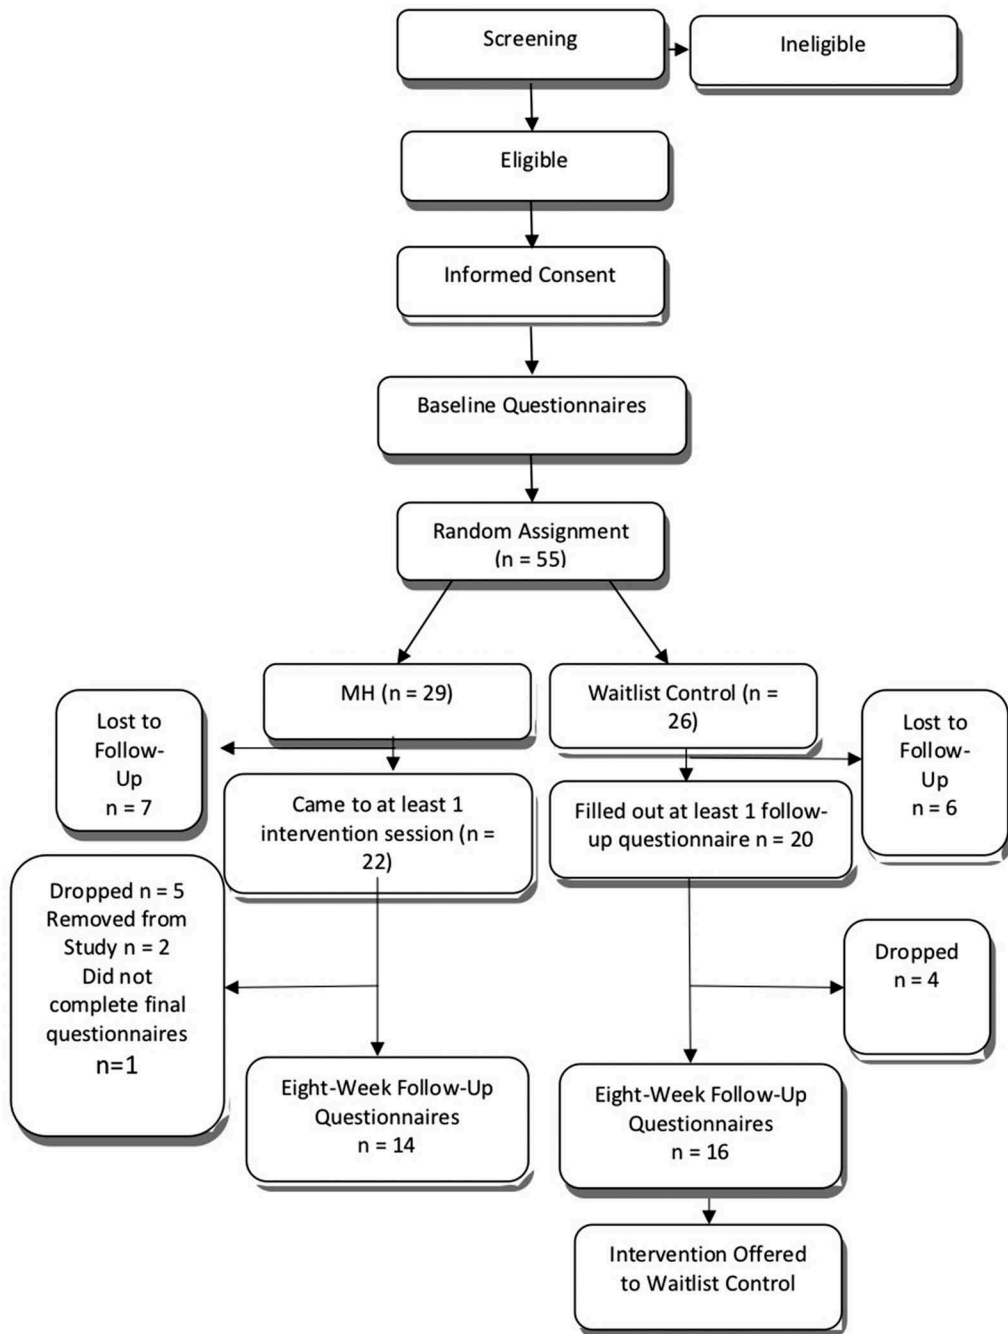 Screening
Ineligible
Eligible
Informed Consent
Baseline Questionnaires
Random Assignment
(n = 55)
MH (n = 29)
Waitlist Control (n =
26)
Lost to
Follow-
Up
n = 7
Lost to
Follow-
Up
n = 6
Came to at least 1
intervention session (n =
22)
Filled out at least 1 follow-
up questionnaire n = 20
Dropped n = 5
Removed from
Study n = 2
Did not
complete final
questionnaires
n=1
Dropped
n = 4
Eight-Week Follow-Up
Questionnaires
n = 14
Eight-Week Follow-Up
Questionnaires
n = 16
Intervention Offered
to Waitlist Control